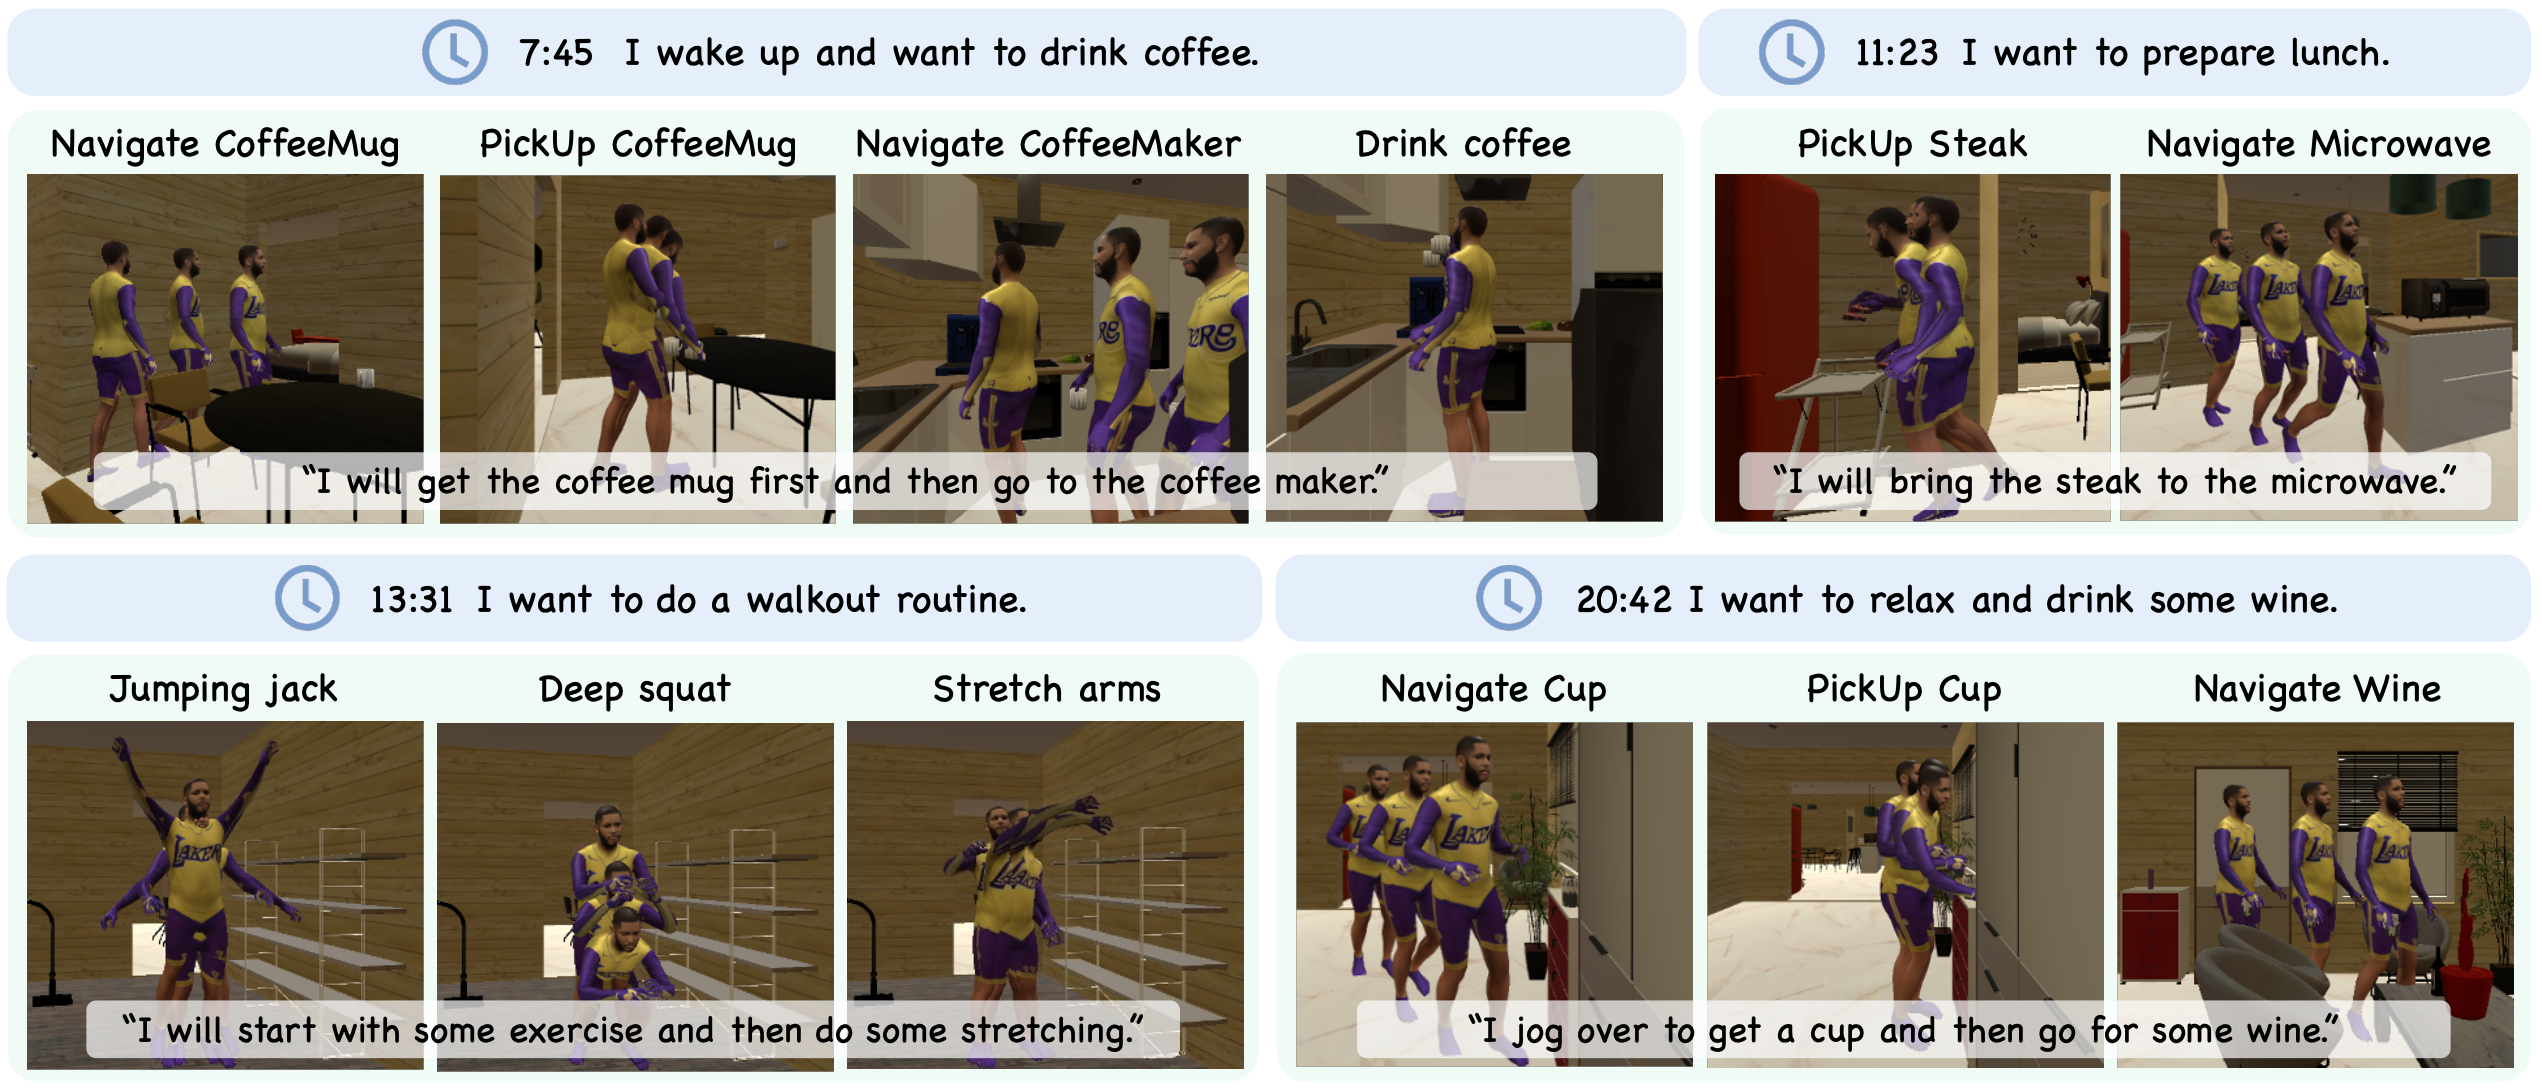 7:45 I wake up and want to drink coffee.
11:23 I want to prepare lunch.
Navigate CoffeeMug
PickUp CoffeeMug
Navigate CoffeeMaker
Drink coffee
PickUp Steak
Navigate Microwave
“I will get the coffee mug first and then go to the coffee maker.”
“I will bring the steak to the microwave.”
13:31 I want to do a walkout routine.
20:42 I want to relax and drink some wine.
Jumping jack
Deep squat
Stretch arms
Navigate Cup
PickUp Cup
Navigate Wine
LAKER
“I will start with some exercise and then do some stretching.”
“I jog over to get a cup and then go for some wine.”